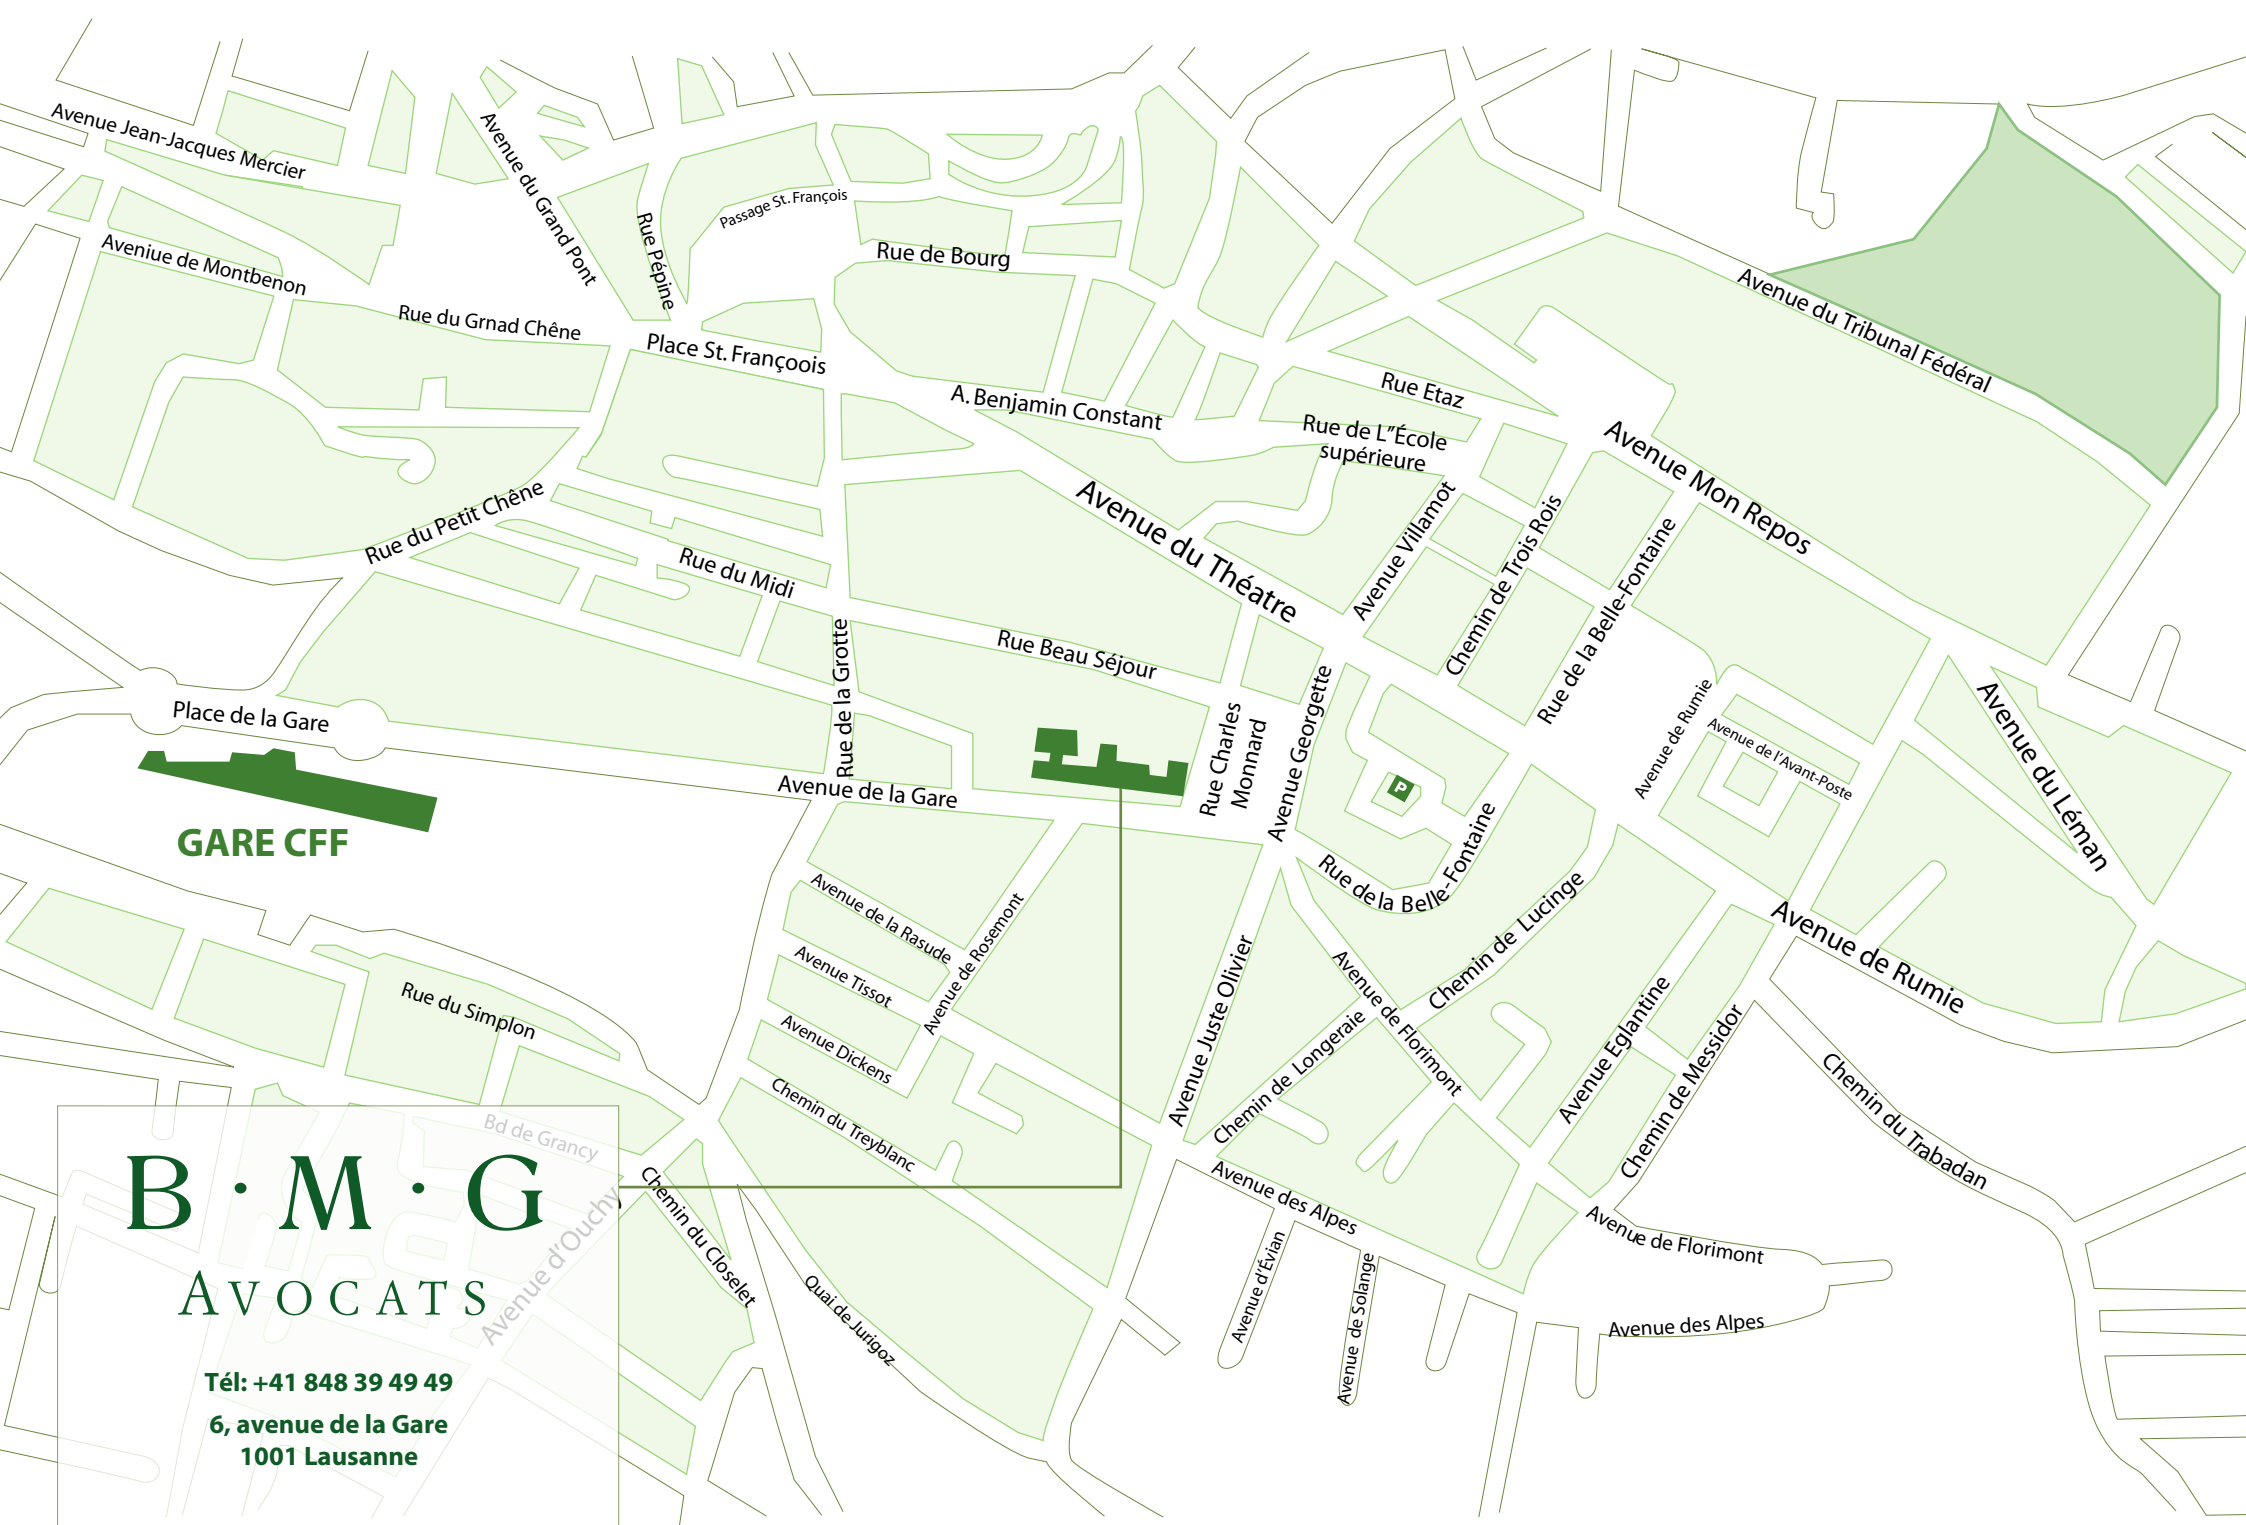 Avenue Jean-Jacques Mercier
Avenue du Grand Pont
Rue Pépine
Passage St. François
Aveniue de Montbenon
Rue de Bourg
Avenue du Tribunal Fédéral
Rue du Grnad Chêne
Place St. Françoois
A. Benjamin Constant
Rue Etaz
Rue de L’’École
supérieure
Avenue Mon Repos
Rue du Petit Chêne
Avenue du Théatre
Avenue Villamot
Chemin de Trois Rois
Rue de la Belle-Fontaine
Rue du Midi
Rue de la Grotte
Rue Beau Séjour
Place de la Gare
Rue Charles
Monnard
Avenue Georgette
Avenue de Rumie
Avenue de l'Avant-Poste
Avenue du Léman
P
Avenue de la Gare
GARE CFF
Rue de la Belle-Fontaine
Avenue de la Rasude
Avenue de Rosemont
Avenue Tissot
Avenue Dickens
Chemin du Treyblanc
Rue du Simplon
Avenue Juste Olivier
Avenue de Florimont
Chemin de Lucinge
Chemin de Longeraie
Avenue Eglantine
Chemin de Messidor
Avenue de Rumie
Chemin du Trabadan
Bd de Grancy
Avenue d'Ouchy
Chemin du Closelet
Quai de Jurigoz
Avenue des Alpes
Avenue d'Évian
Avenue de Solange
Avenue de Florimont
Avenue des Alpes
B · M · G
AVOCATS
Tél: +41 848 39 49 49
6, avenue de la Gare
1001 Lausanne